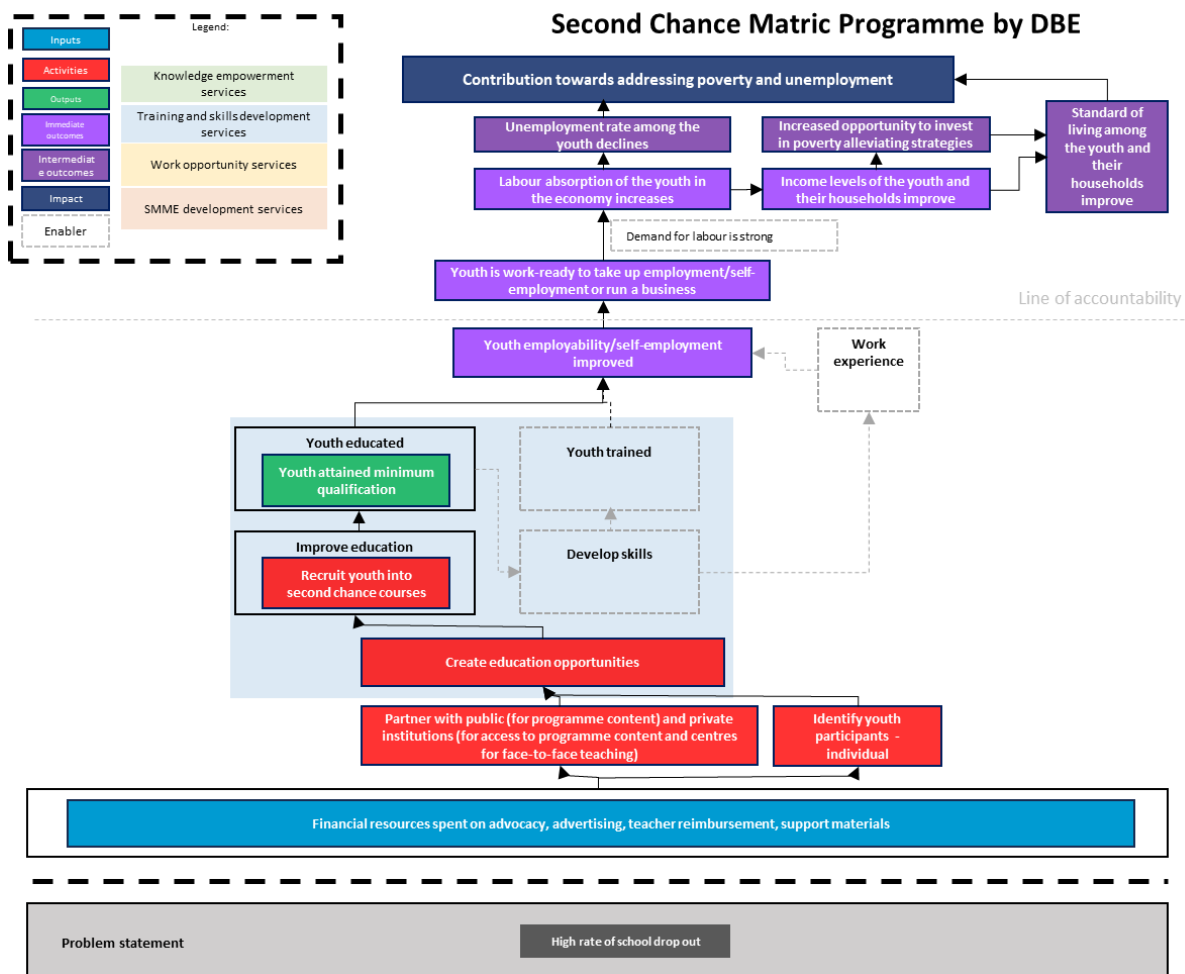 Second Chance Matric Programme by DBE
Legend:
Inputs
Activities
Outputs
Immediate
outcomes
Intermediat
e outcomes
Impact
Enabler
Knowledge empowerment
services
Training and skills development
services
Work opportunity services
SMME development services
Contribution towards addressing poverty and unemployment
Unemployment rate among the
youth declines
Increased opportunity to invest
in poverty alleviating strategies
Standard of
living among
the youth and
their
households
improve
Labour absorption of the youth in
the economy increases
Income levels of the youth and
their households improve
Demand for labour is strong
Youth is work-ready to take up employment/self-
employment or run a business
Line of accountability
Youth employability/self-employment
improved
Work
experience
Youth educated
Youth attained minimum
qualification
Youth trained
Improve education
Recruit youth into
second chance courses
Develop skills
Create education opportunities
Partner with public (for programme content) and private
institutions (for access to programme content and centres
for face-to-face teaching)
Identify youth
participants -
individual
Financial resources spent on advocacy, advertising, teacher reimbursement, support materials
Problem statement
High rate of school drop out